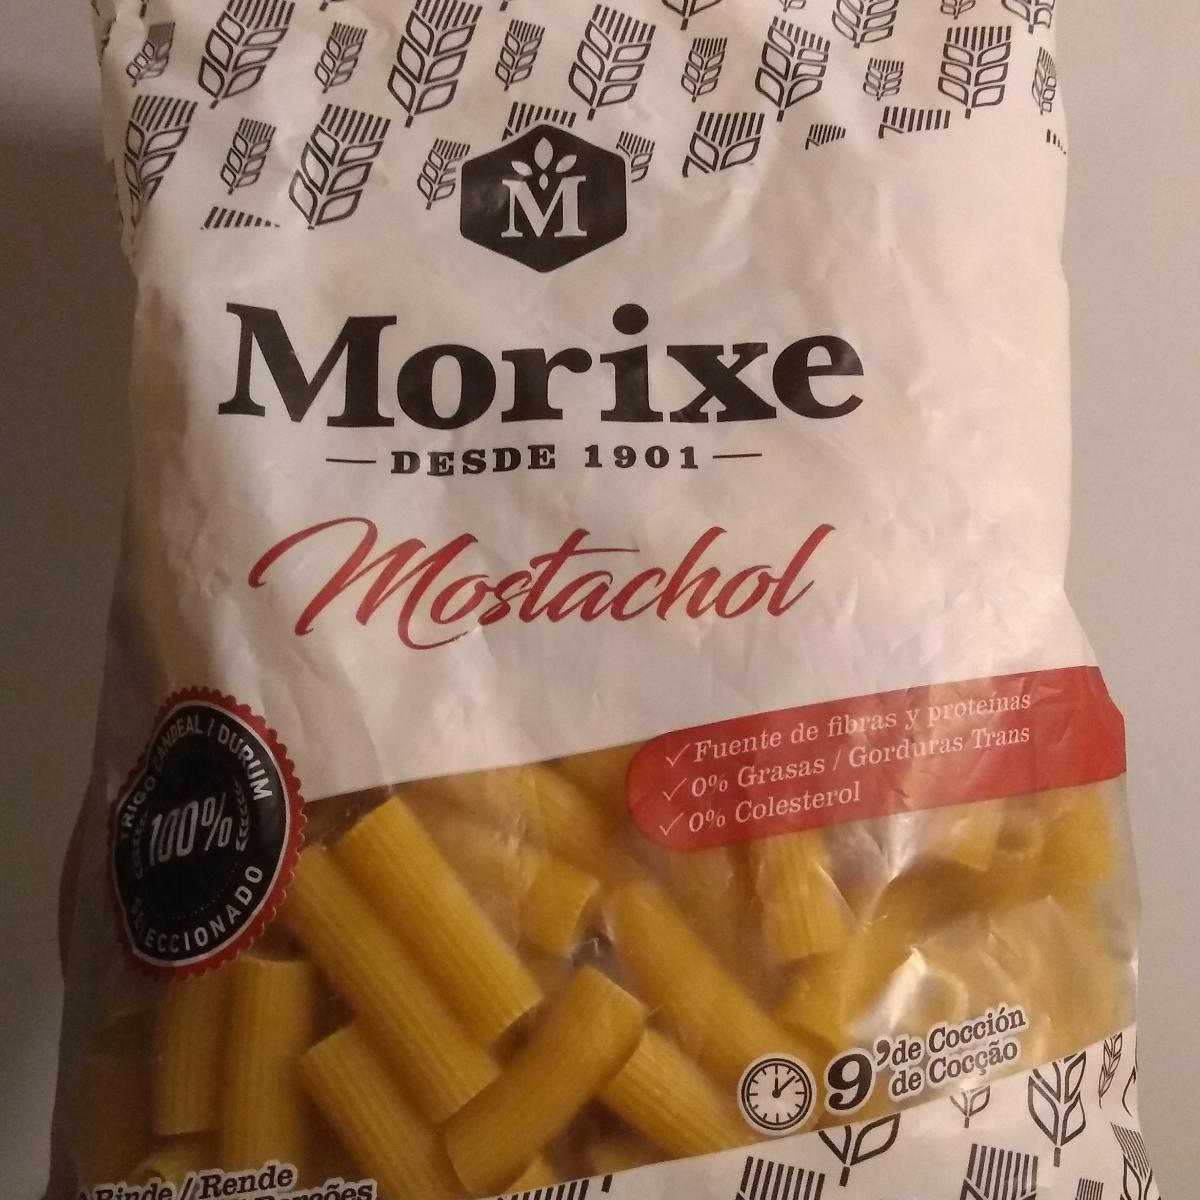 M
Morixe
DESDE 1901
Mostachol
✓ Fuente de fibras y proteínas
✓ 0% Grasas / Gorduras Trans
✓ 0% Colesterol
TRIGO CANDEAL / DURUM
100%
SELECCIONADO
9' de Cocción
de Cocção
Rinde / Rende
Porções